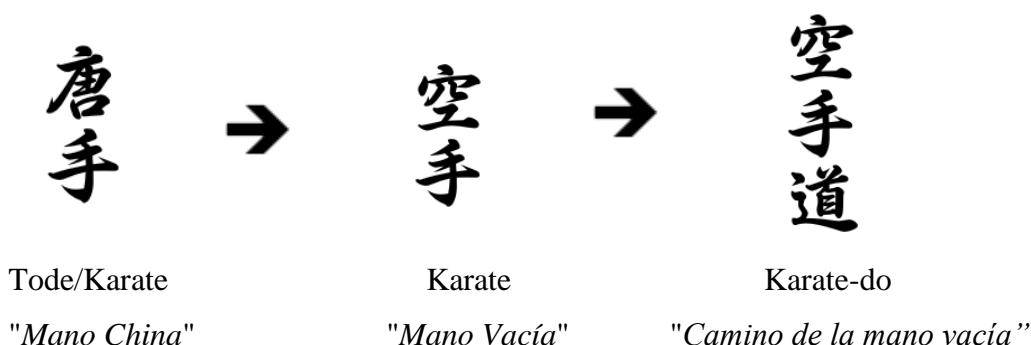 唐手
空手
空手道
Tode/Karate Karate Karate-do
"Mano China" "Mano Vacía" "Camino de la mano vacía”